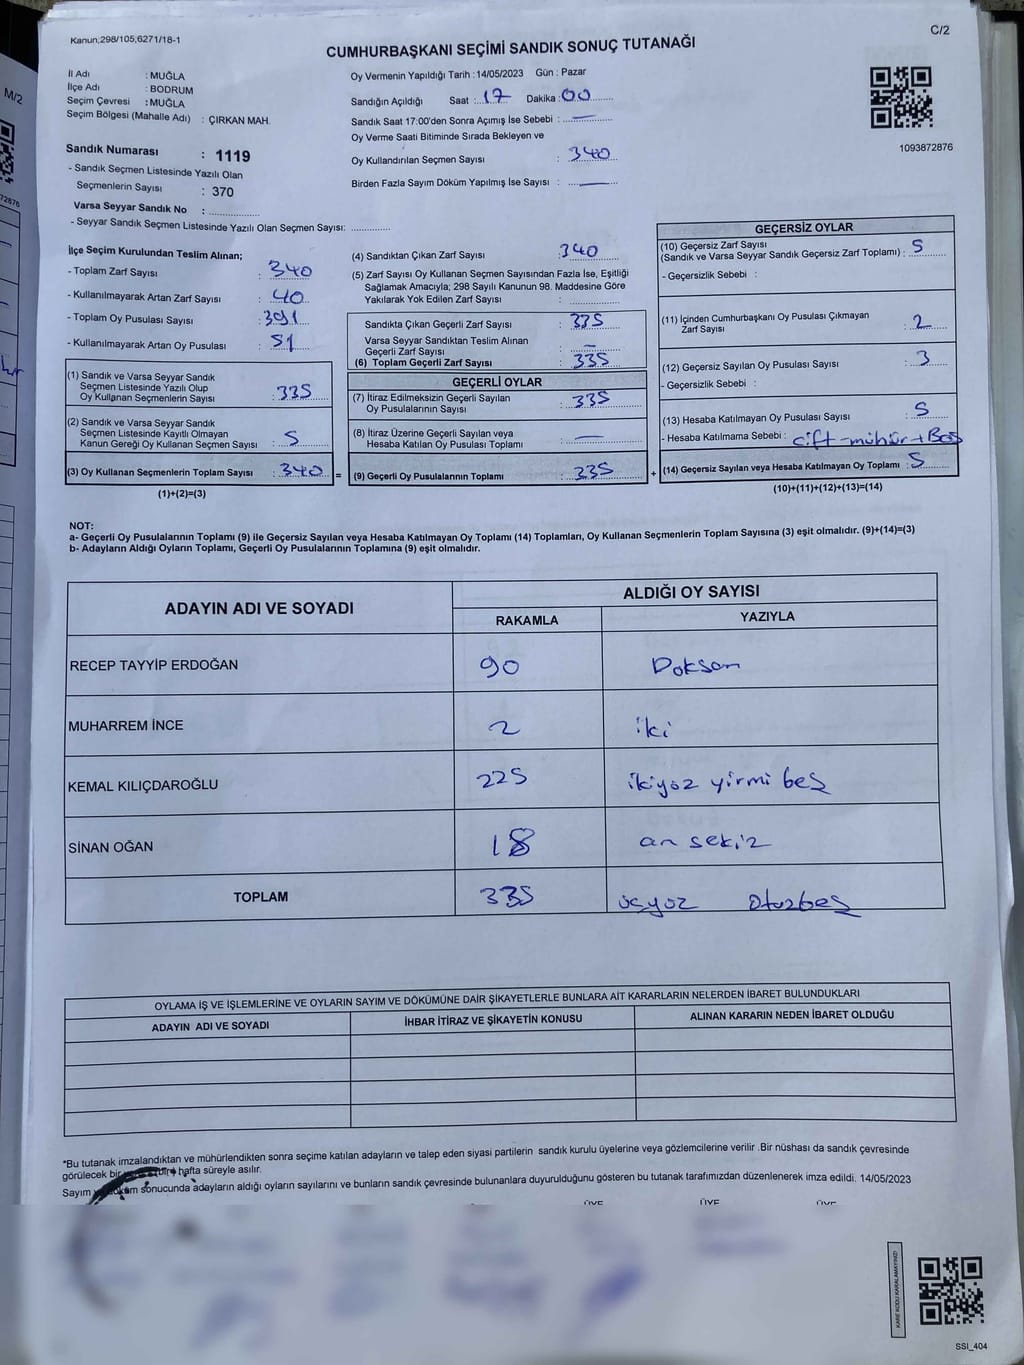 Kanun,298/105,6271/18-1
C/2
CUMHURBAŞKANI SEÇİMİ SANDIK SONUÇ TUTANAĞI
M/2
İl Adı : MUĞLA
İlçe Adı : BODRUM
Seçim Çevresi : MUĞLA
Seçim Bölgesi (Mahalle Adı) : ÇIRKAN MAH.
Sandık Numarası : 1119
- Sandık Seçmen Listesinde Yazılı Olan
Seçmenlerin Sayısı : 370
Varsa Seyyar Sandık No :
- Seyyar Sandık Seçmen Listesinde Yazılı Olan Seçmen Sayısı:
Oy Vermenin Yapıldığı Tarih : 14/05/2023 Gün : Pazar
Sandığın Açıldığı Saat : 17 Dakika : 00
Sandık Saat 17:00'den Sonra Açımış İse Sebebi : —
Oy Verme Saati Bitiminde Sırada Bekleyen ve
Oy Kullandırılan Seçmen Sayısı : 340
Birden Fazla Sayım Döküm Yapılmış İse Sayısı : —
1093872876
72876
İlçe Seçim Kurulundan Teslim Alınan;
- Toplam Zarf Sayısı : 340
- Kullanılmayarak Artan Zarf Sayısı : 40
- Toplam Oy Pusulası Sayısı : 391
- Kullanılmayarak Artan Oy Pusulası : 51
(1) Sandık ve Varsa Seyyar Sandık
Seçmen Listesinde Yazılı Olup
Oy Kullanan Seçmenlerin Sayısı : 335
(2) Sandık ve Varsa Seyyar Sandık
Seçmen Listesinde Kayıtlı Olmayan
Kanun Gereği Oy Kullanan Seçmen Sayısı : 5
(3) Oy Kullanan Seçmenlerin Toplam Sayısı : 340 =
(1)+(2)=(3)
(4) Sandıktan Çıkan Zarf Sayısı : 340
(5) Zarf Sayısı Oy Kullanan Seçmen Sayısından Fazla İse, Eşitliği
Sağlamak Amacıyla; 298 Sayılı Kanunun 98. Maddesine Göre
Yakılarak Yok Edilen Zarf Sayısı :
Sandıkta Çıkan Geçerli Zarf Sayısı : 335
Varsa Seyyar Sandıktan Teslim Alınan
Geçerli Zarf Sayısı : —
(6) Toplam Geçerli Zarf Sayısı : 335
GEÇERLİ OYLAR
(7) İtiraz Edilmeksizin Geçerli Sayılan
Oy Pusulalarının Sayısı : 335
(8) İtiraz Üzerine Geçerli Sayılan veya
Hesaba Katılan Oy Pusulası Toplamı : —
(9) Geçerli Oy Pusulalarının Toplamı : 335 +
GEÇERSİZ OYLAR
(10) Geçersiz Zarf Sayısı
(Sandık ve Varsa Seyyar Sandık Geçersiz Zarf Toplamı) : 5
- Geçersizlik Sebebi :
(11) İçinden Cumhurbaşkanı Oy Pusulası Çıkmayan
Zarf Sayısı : 2
(12) Geçersiz Sayılan Oy Pusulası Sayısı : 3
- Geçersizlik Sebebi :
(13) Hesaba Katılmayan Oy Pusulası Sayısı : 5
- Hesaba Katılmama Sebebi : çift-mühür+Boş
(14) Geçersiz Sayılan veya Hesaba Katılmayan Oy Toplamı : 5
(10)+(11)+(12)+(13)=(14)
NOT:
a- Geçerli Oy Pusulalarının Toplamı (9) ile Geçersiz Sayılan veya Hesaba Katılmayan Oy Toplamı (14) Toplamları, Oy Kullanan Seçmenlerin Toplam Sayısına (3) eşit olmalıdır. (9)+(14)=(3)
b- Adayların Aldığı Oyların Toplamı, Geçerli Oy Pusulalarının Toplamına (9) eşit olmalıdır.
ADAYIN ADI VE SOYADI ALDIĞI OY SAYISI
RAKAMLA YAZIYLA
RECEP TAYYİP ERDOĞAN 90 Doksan
MUHARREM İNCE 2 iki
KEMAL KILIÇDAROĞLU 225 ikiyoz yirmi beş
SİNAN OĞAN 18 on sekiz
TOPLAM 335 üçyoz otuzbeş
OYLAMA İŞ VE İŞLEMLERİNE VE OYLARIN SAYIM VE DÖKÜMÜNE DAİR ŞİKAYETLERLE BUNLARA AİT KARARLARIN NELERDEN İBARET BULUNDUKLARI
ADAYIN ADI VE SOYADI İHBAR İTİRAZ VE ŞİKAYETİN KONUSU ALINAN KARARIN NEDEN İBARET OLDUĞU
*Bu tutanak imzalandıktan ve mühürlendikten sonra seçime katılan adayların ve talep eden siyasi partilerin sandık kurulu üyelerine veya gözlemcilerine verilir .Bir nüshası da sandık çevresinde
görülecek bir hafta süreyle asılır.
Sayım sonucunda adayların aldığı oyların sayılarını ve bunların sandık çevresinde bulunanlara duyurulduğunu gösteren bu tutanak tarafımızdan düzenlenerek imza edildi. 14/05/2023
ÜYE ÜYE ÜYE
KARE KODU KARALAMAYINIZ!
SSI_404